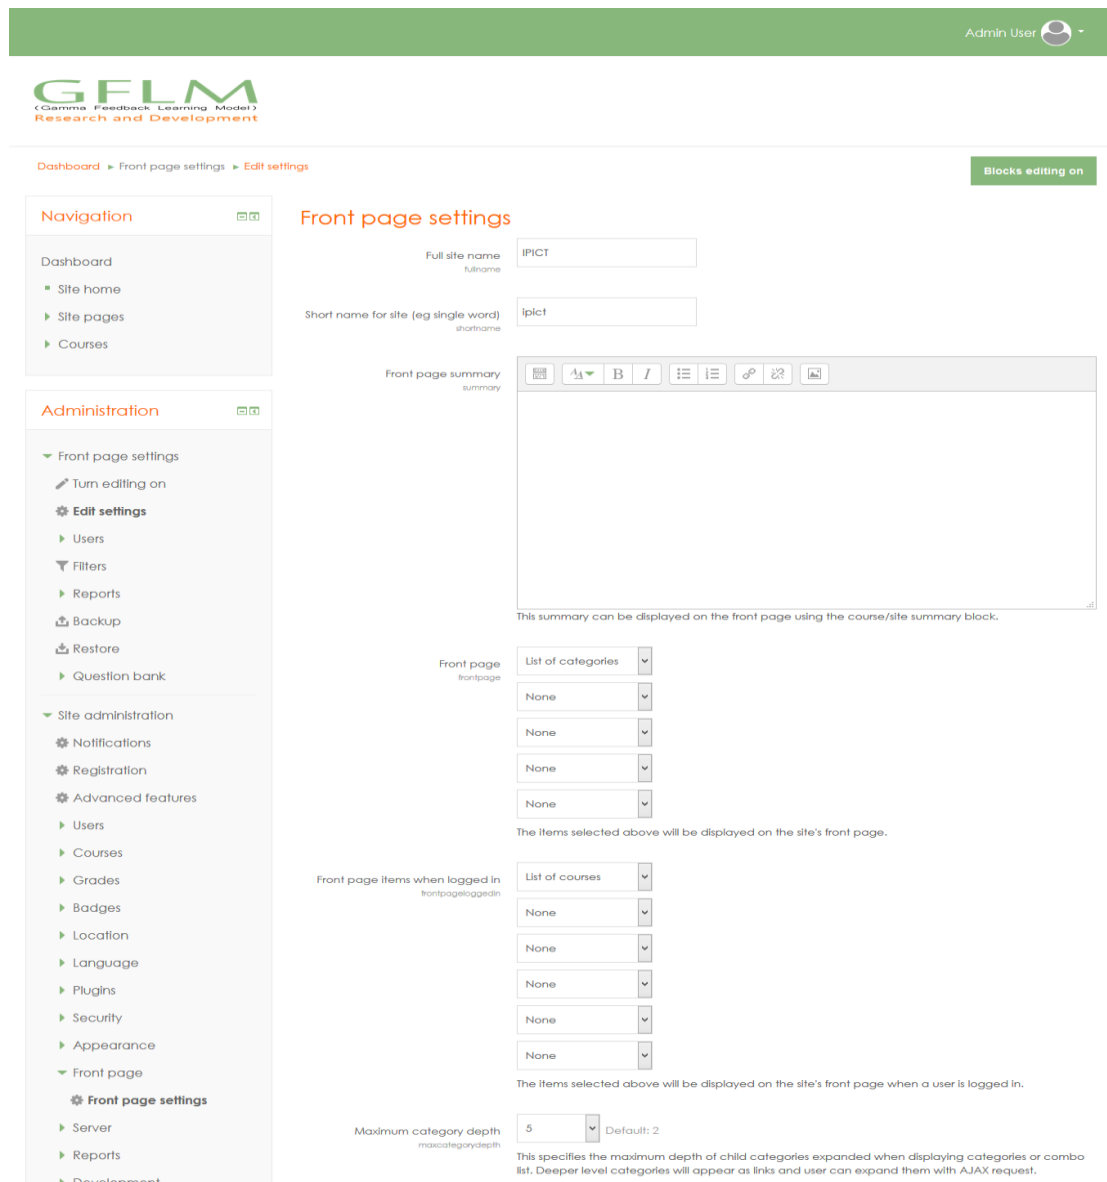 Admin User
GFLM
(Gamma Feedback Learning Model)
Research and Development
Dashboard ► Front page settings ► Edit settings
Blocks editing on
Navigation
Dashboard
Site home
Site pages
Courses
Administration
Front page settings
Turn editing on
Edit settings
Users
Filters
Reports
Backup
Restore
Question bank
Site administration
Notifications
Registration
Advanced features
Users
Courses
Grades
Badges
Location
Language
Plugins
Security
Appearance
Front page
Front page settings
Server
Reports
Development
Front page settings
Full site name
fullname
IPICT
Short name for site (eg single word)
shortname
ipict
Front page summary
summary
B I
This summary can be displayed on the front page using the course/site summary block.
Front page
frontpage
List of categories
None
None
None
None
The items selected above will be displayed on the site's front page.
Front page items when logged in
frontpageloggedin
List of courses
None
None
None
None
None
The items selected above will be displayed on the site's front page when a user is logged in.
Maximum category depth
maxcategorydepth
5 Default: 2
This specifies the maximum depth of child categories expanded when displaying categories or combo
list. Deeper level categories will appear as links and user can expand them with AJAX request.